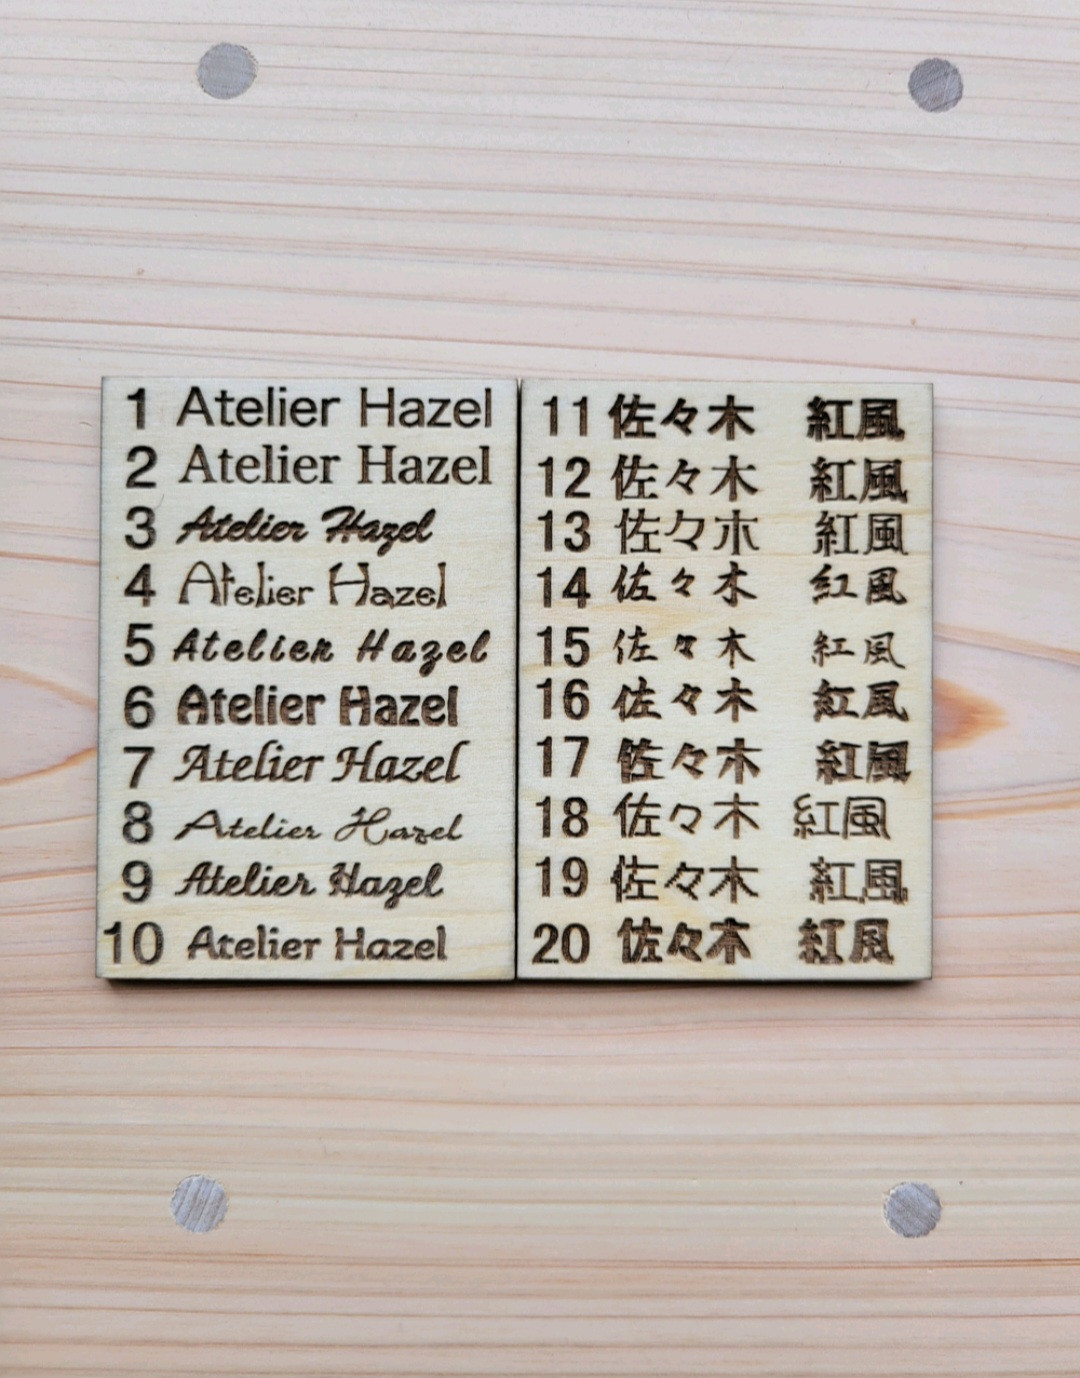 1 Atelier Hazel
2 Atelier Hazel
3 Atelier Hazel
4 Atelier Hazel
5 Atelier Hazel
6 Atelier Hazel
7 Atelier Hazel
8 Atelier Hazel
9 Atelier Hazel
10 Atelier Hazel
11 佐々木 紅風
12 佐々木 紅風
13 佐々木 紅風
14 佐々木 紅風
15 佐々木 紅風
16 佐々木 紅風
17 佐々木 紅風
18 佐々木 紅風
19 佐々木 紅風
20 佐々木 紅風